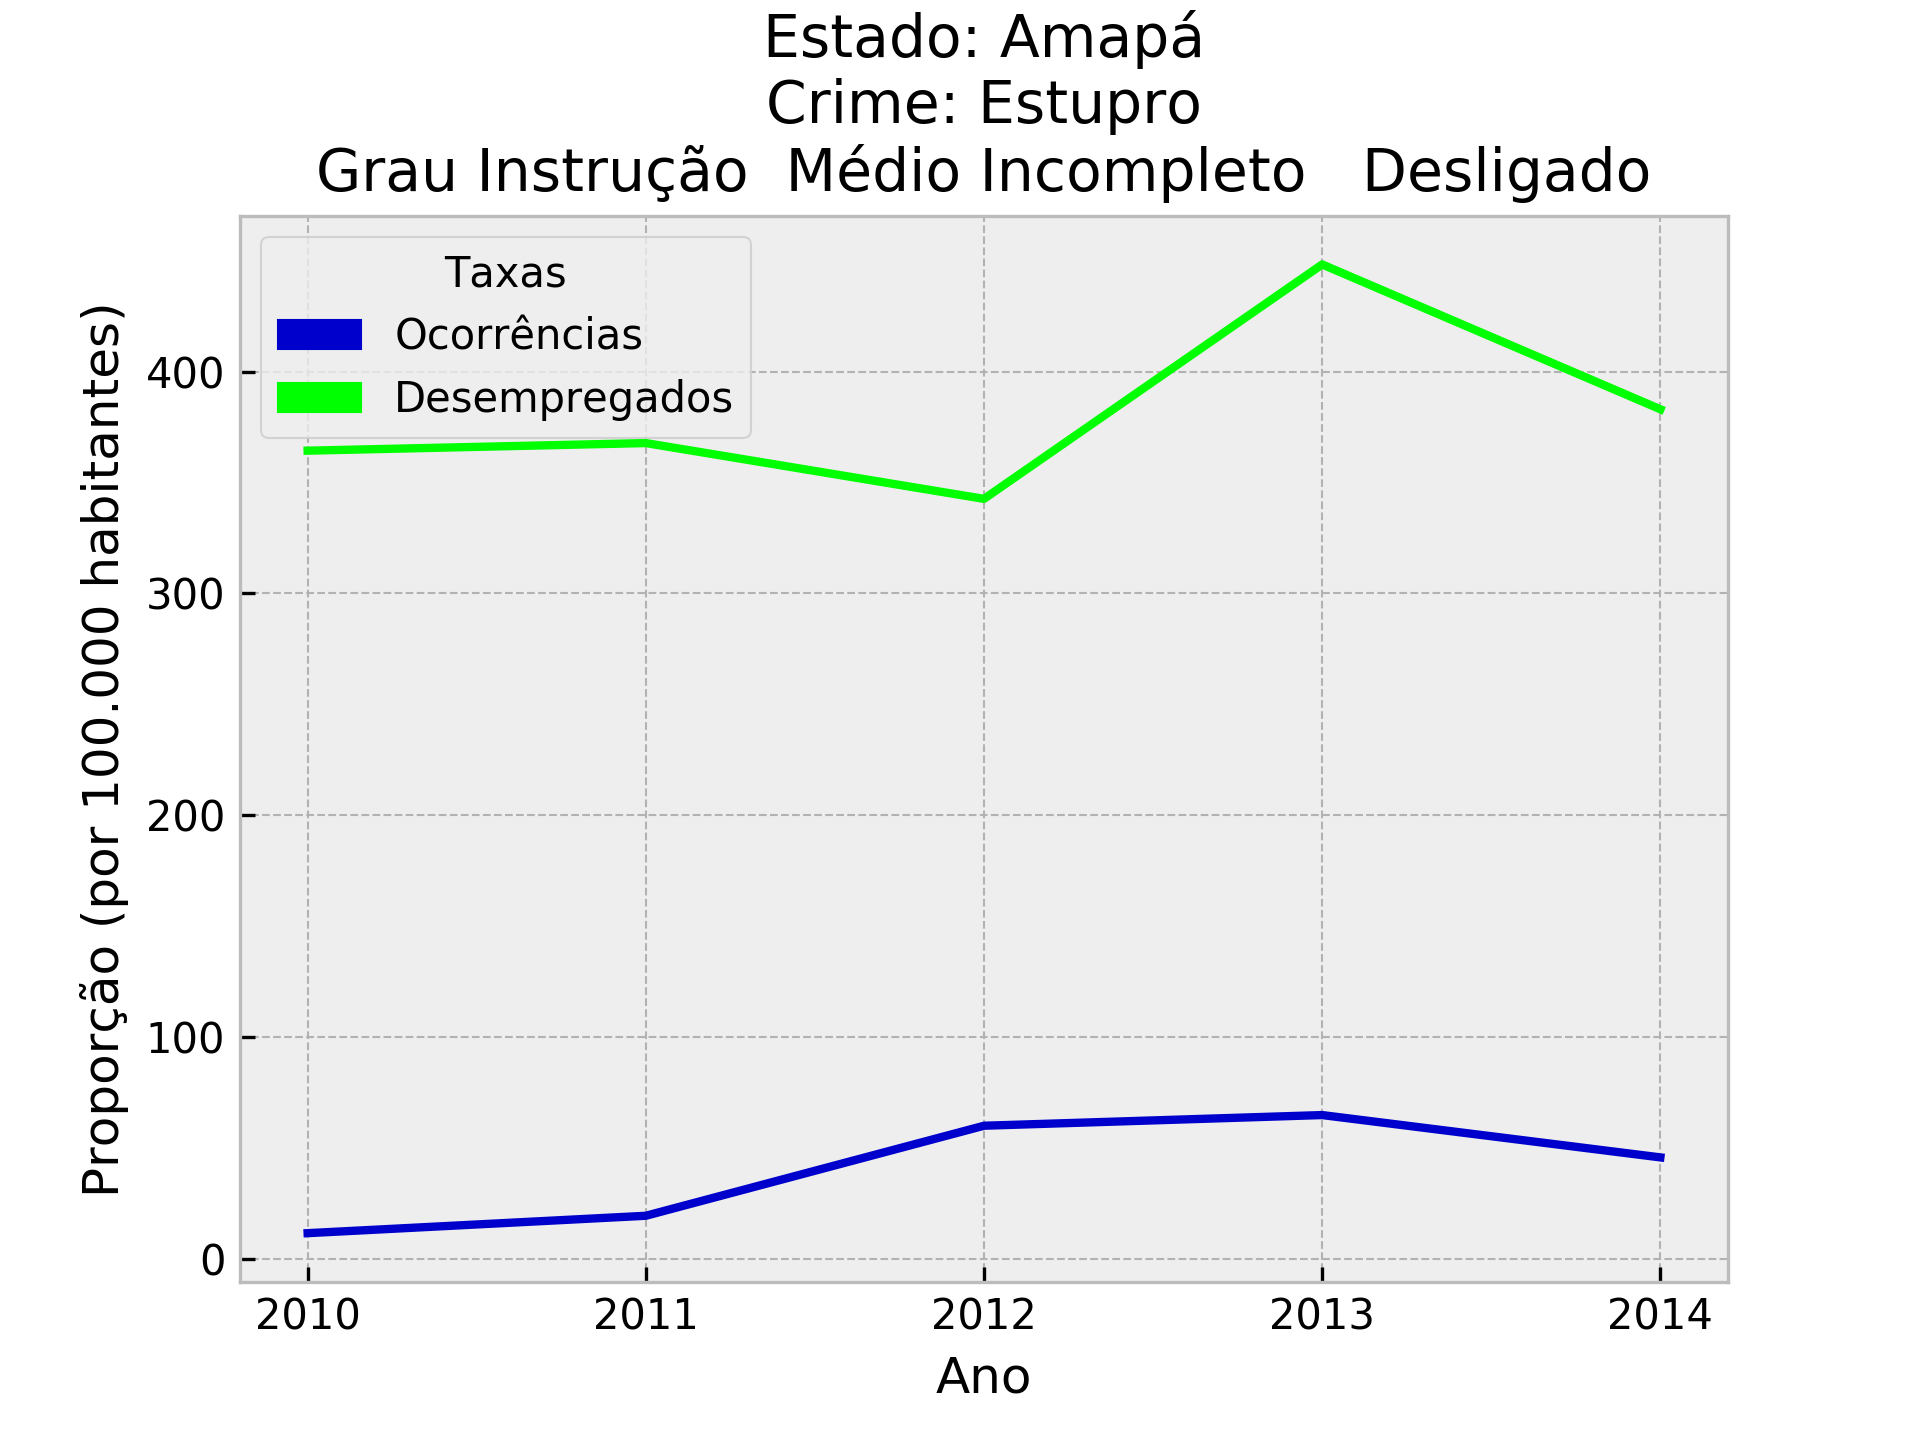 Estado: Amapá
Crime: Estupro
Grau Instrução  Médio Incompleto   Desligado
Taxas
Ocorrências
Desempregados
Proporção (por 100.000 habitantes)
400
300
200
100
0
2010 2011 2012 2013 2014
Ano